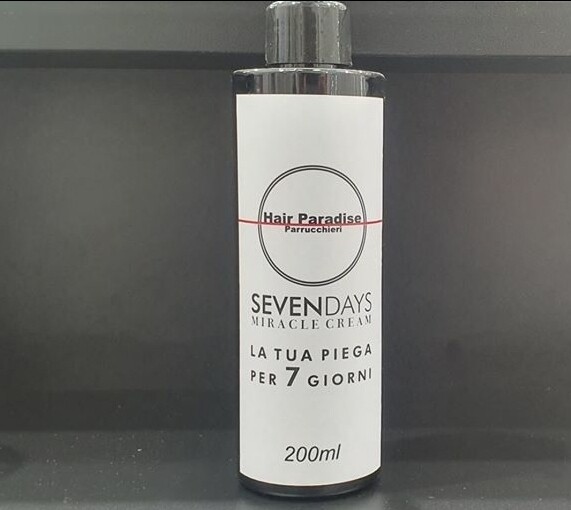 Hair Paradise
Parrucchieri
SEVENDAYS
MIRACLE CREAM
LA TUA PIEGA
PER 7 GIORNI
200ml